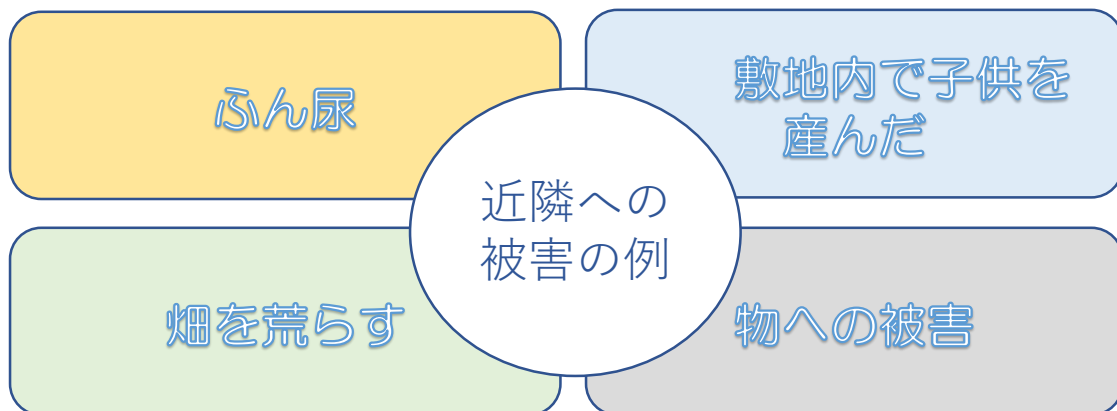 ふん尿
敷地内で子供を
産んだ
近隣への
被害の例
畑を荒らす
物への被害